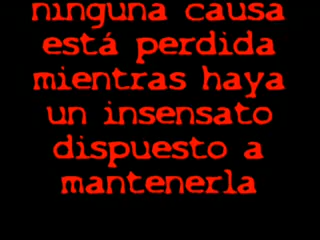 ninguna causa
está perdida
mientras haya
un insensato
dispuesto a
mantenerla